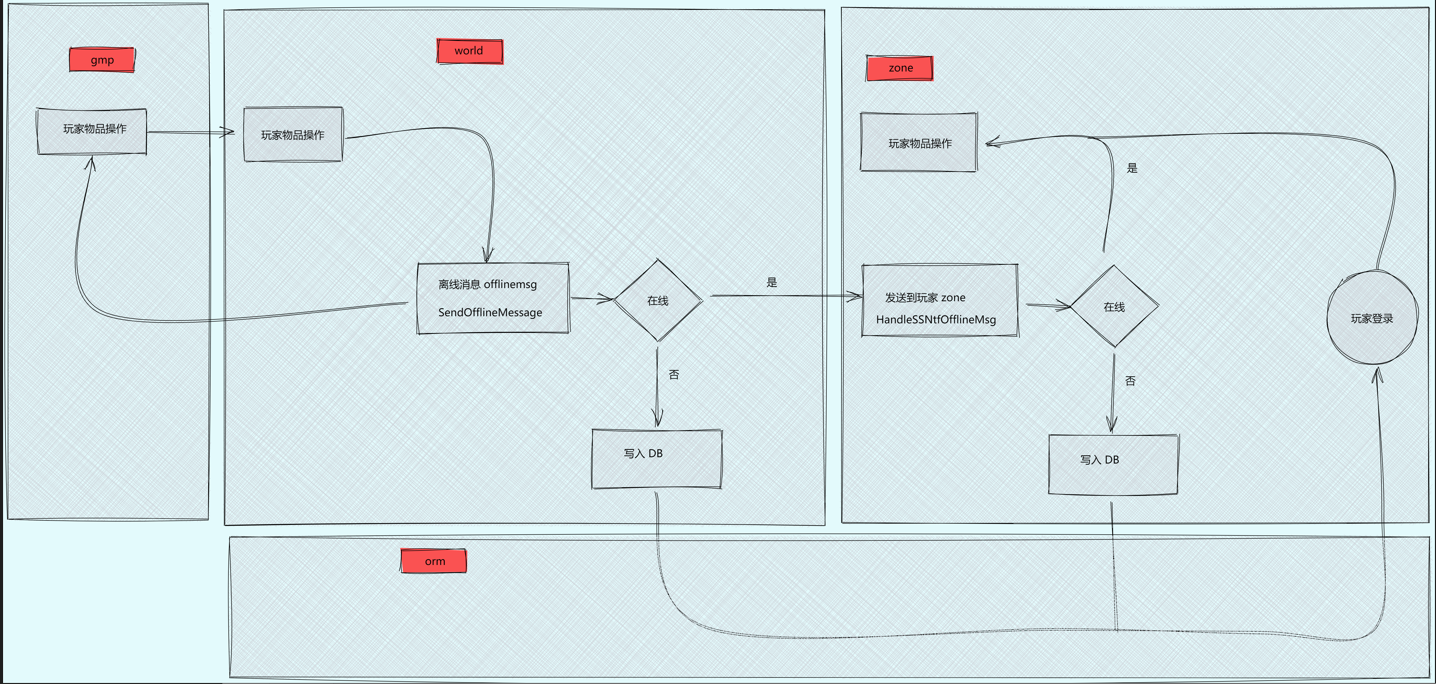 gmp
玩家物品操作
world
玩家物品操作
离线消息 offlinemsg
SendOfflineMessage
在线
是
否
写入 DB
zone
玩家物品操作
是
发送到玩家 zone
HandleSSNtfOfflineMsg
在线
否
写入 DB
玩家登录
orm